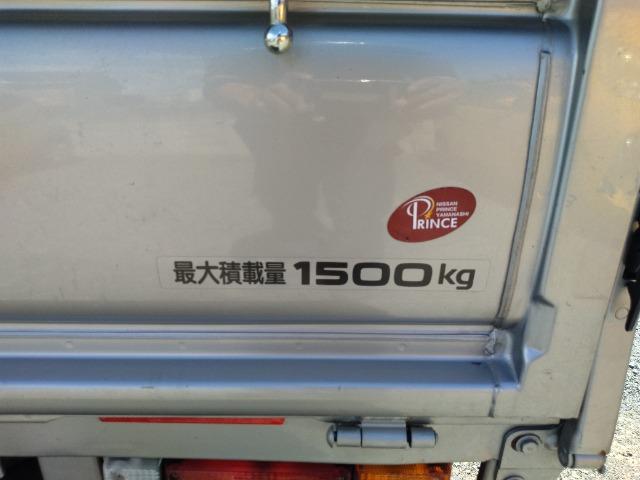 NISSAN
PRINCE
YAMANASHI
PRINCE
最大積載量 1500kg